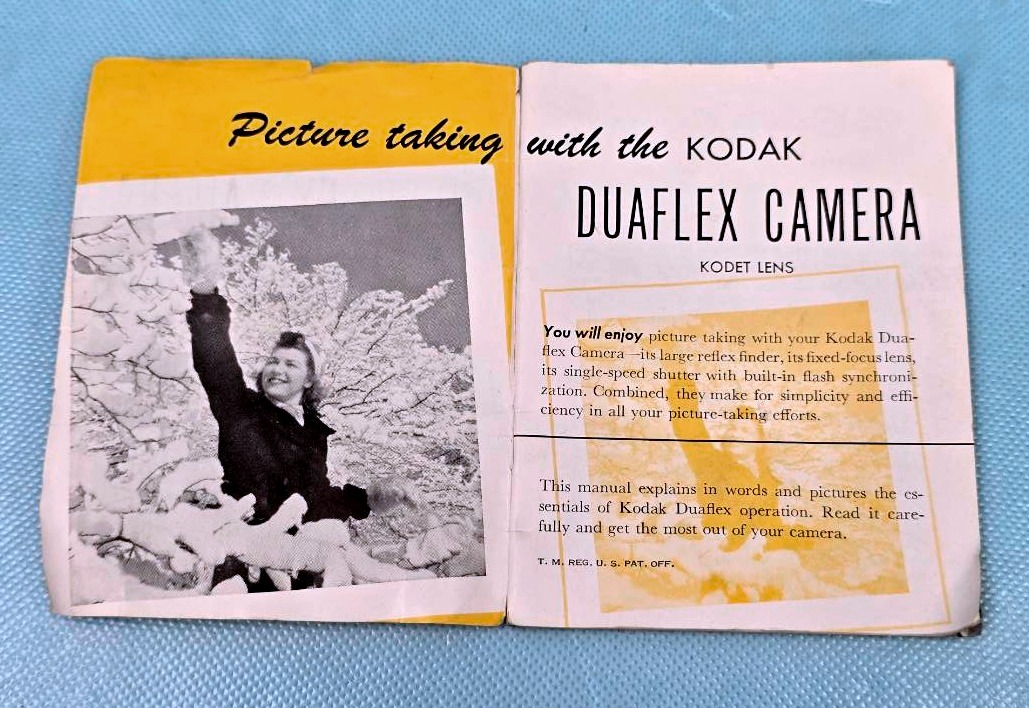 Picture taking with the KODAK
DUAFLEX CAMERA
KODET LENS
You will enjoy picture taking with your Kodak Dua-
flex Camera—its large reflex finder, its fixed-focus lens,
its single-speed shutter with built-in flash synchroni-
zation. Combined, they make for simplicity and effi-
ciency in all your picture-taking efforts.
This manual explains in words and pictures the es-
sentials of Kodak Duaflex operation. Read it care-
fully and get the most out of your camera.
T. M. REG. U. S. PAT. OFF.